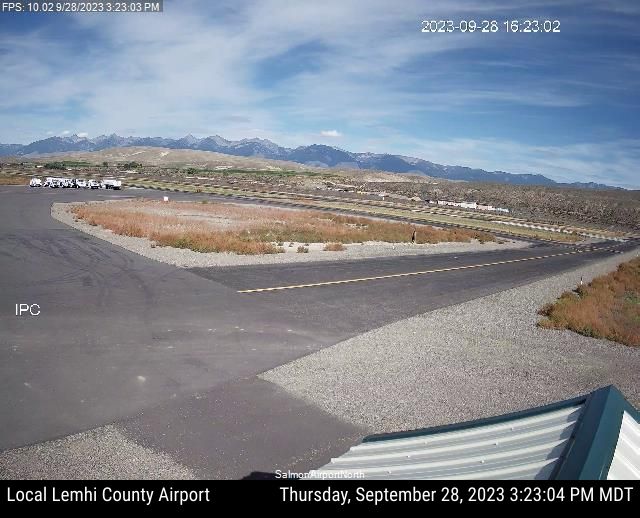 FPS: 10.02 9/28/2023 3:23:03 PM
2023-09-28 16:23:02
IPC
SalmonAirportNorth
Local Lemhi County Airport Thursday, September 28, 2023 3:23:04 PM MDT